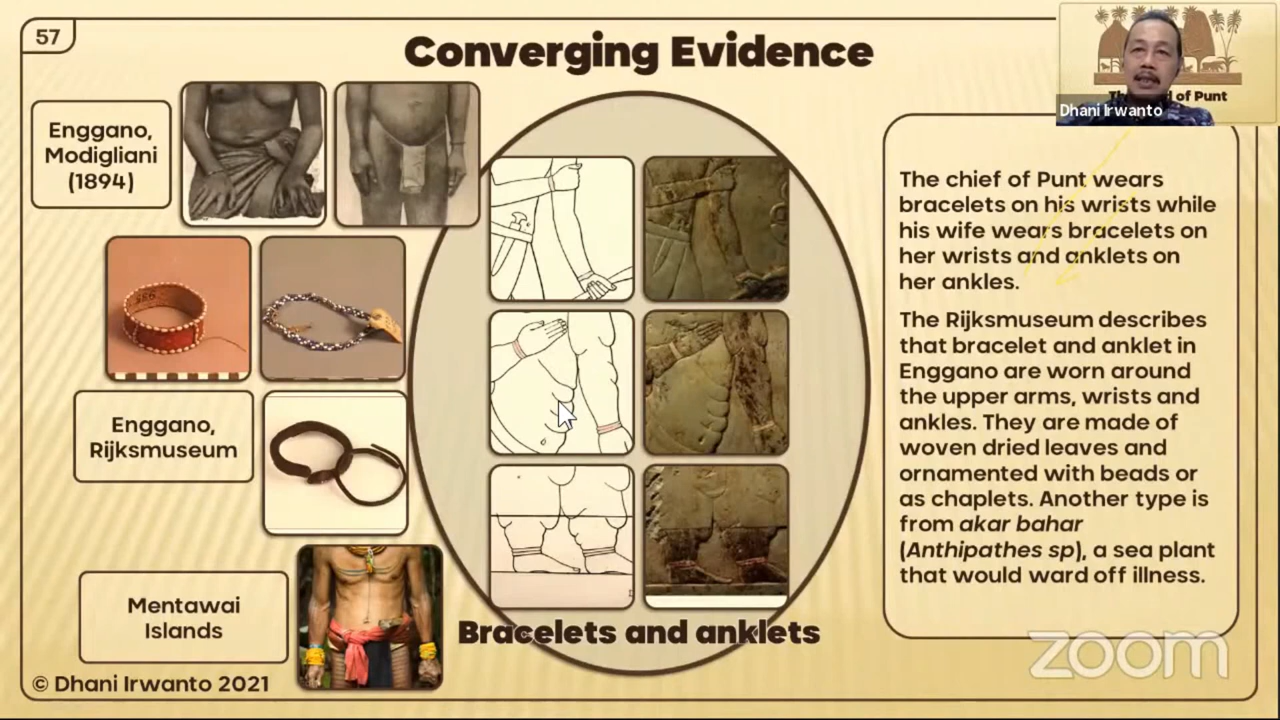 57
Converging Evidence
Enggano,
Modigliani
(1894)
Enggano,
Rijksmuseum
Mentawai
Islands
Bracelets and anklets
© Dhani Irwanto 2021
of Punt
Dhani Irwanto
The chief of Punt wears
bracelets on his wrists while
his wife wears bracelets on
her wrists and anklets on
her ankles.
The Rijksmuseum describes
that bracelet and anklet in
Enggano are worn around
the upper arms, wrists and
ankles. They are made of
woven dried leaves and
ornamented with beads or
as chaplets. Another type is
from akar bahar
(Anthipathes sp), a sea plant
that would ward off illness.
zoom